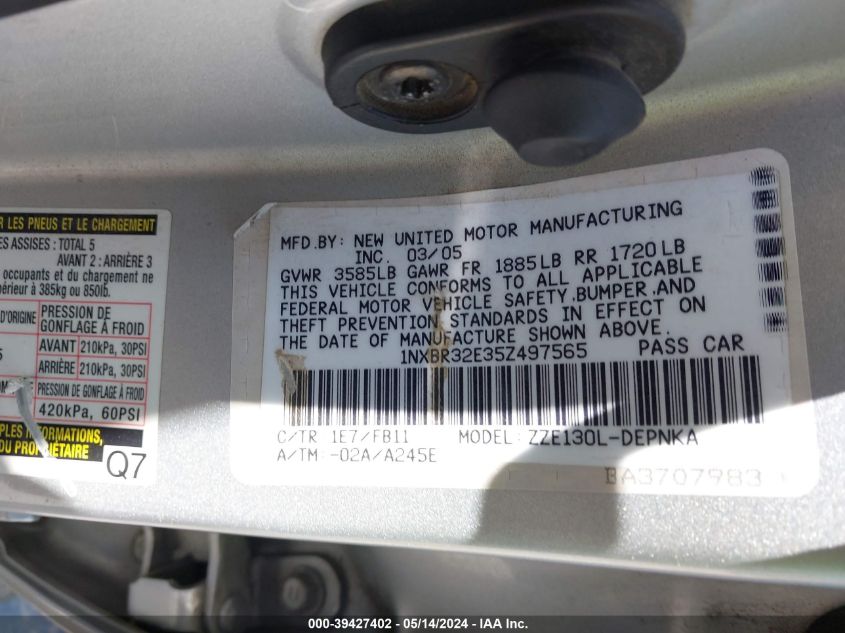 R LES PNEUS ET LE CHARGEMENT
ES ASSISES : TOTAL 5
AVANT 2 : ARRIÈRE 3
occupants et du chargement ne
périeur à 385kg ou 850lb.
D'ORIGINE
PRESSION DE
GONFLAGE À FROID
AVANT 210kPa, 30PSI
ARRIÈRE 210kPa, 30PSI
PRESSION DE GONFLAGE À FROID
420kPa, 60PSI
PLES INFORMATIONS,
DU PROPRIÉTAIRE
Q7
MFD.BY: NEW UNITED MOTOR MANUFACTURING
INC. 03/05
GVWR 3585LB GAWR FR 1885LB RR 1720LB
THIS VEHICLE CONFORMS TO ALL APPLICABLE
FEDERAL MOTOR VEHICLE SAFETY,BUMPER,AND
THEFT PREVENTION STANDARDS IN EFFECT ON
THE DATE OF MANUFACTURE SHOWN ABOVE.
1NXBR32E35Z497565 PASS CAR
C/TR 1E7/FB11 MODEL: ZZE130L-DEPNKA
A/TM -02A/A245E
BA3707983
000-39427402 - 05/14/2024 - IAA Inc.